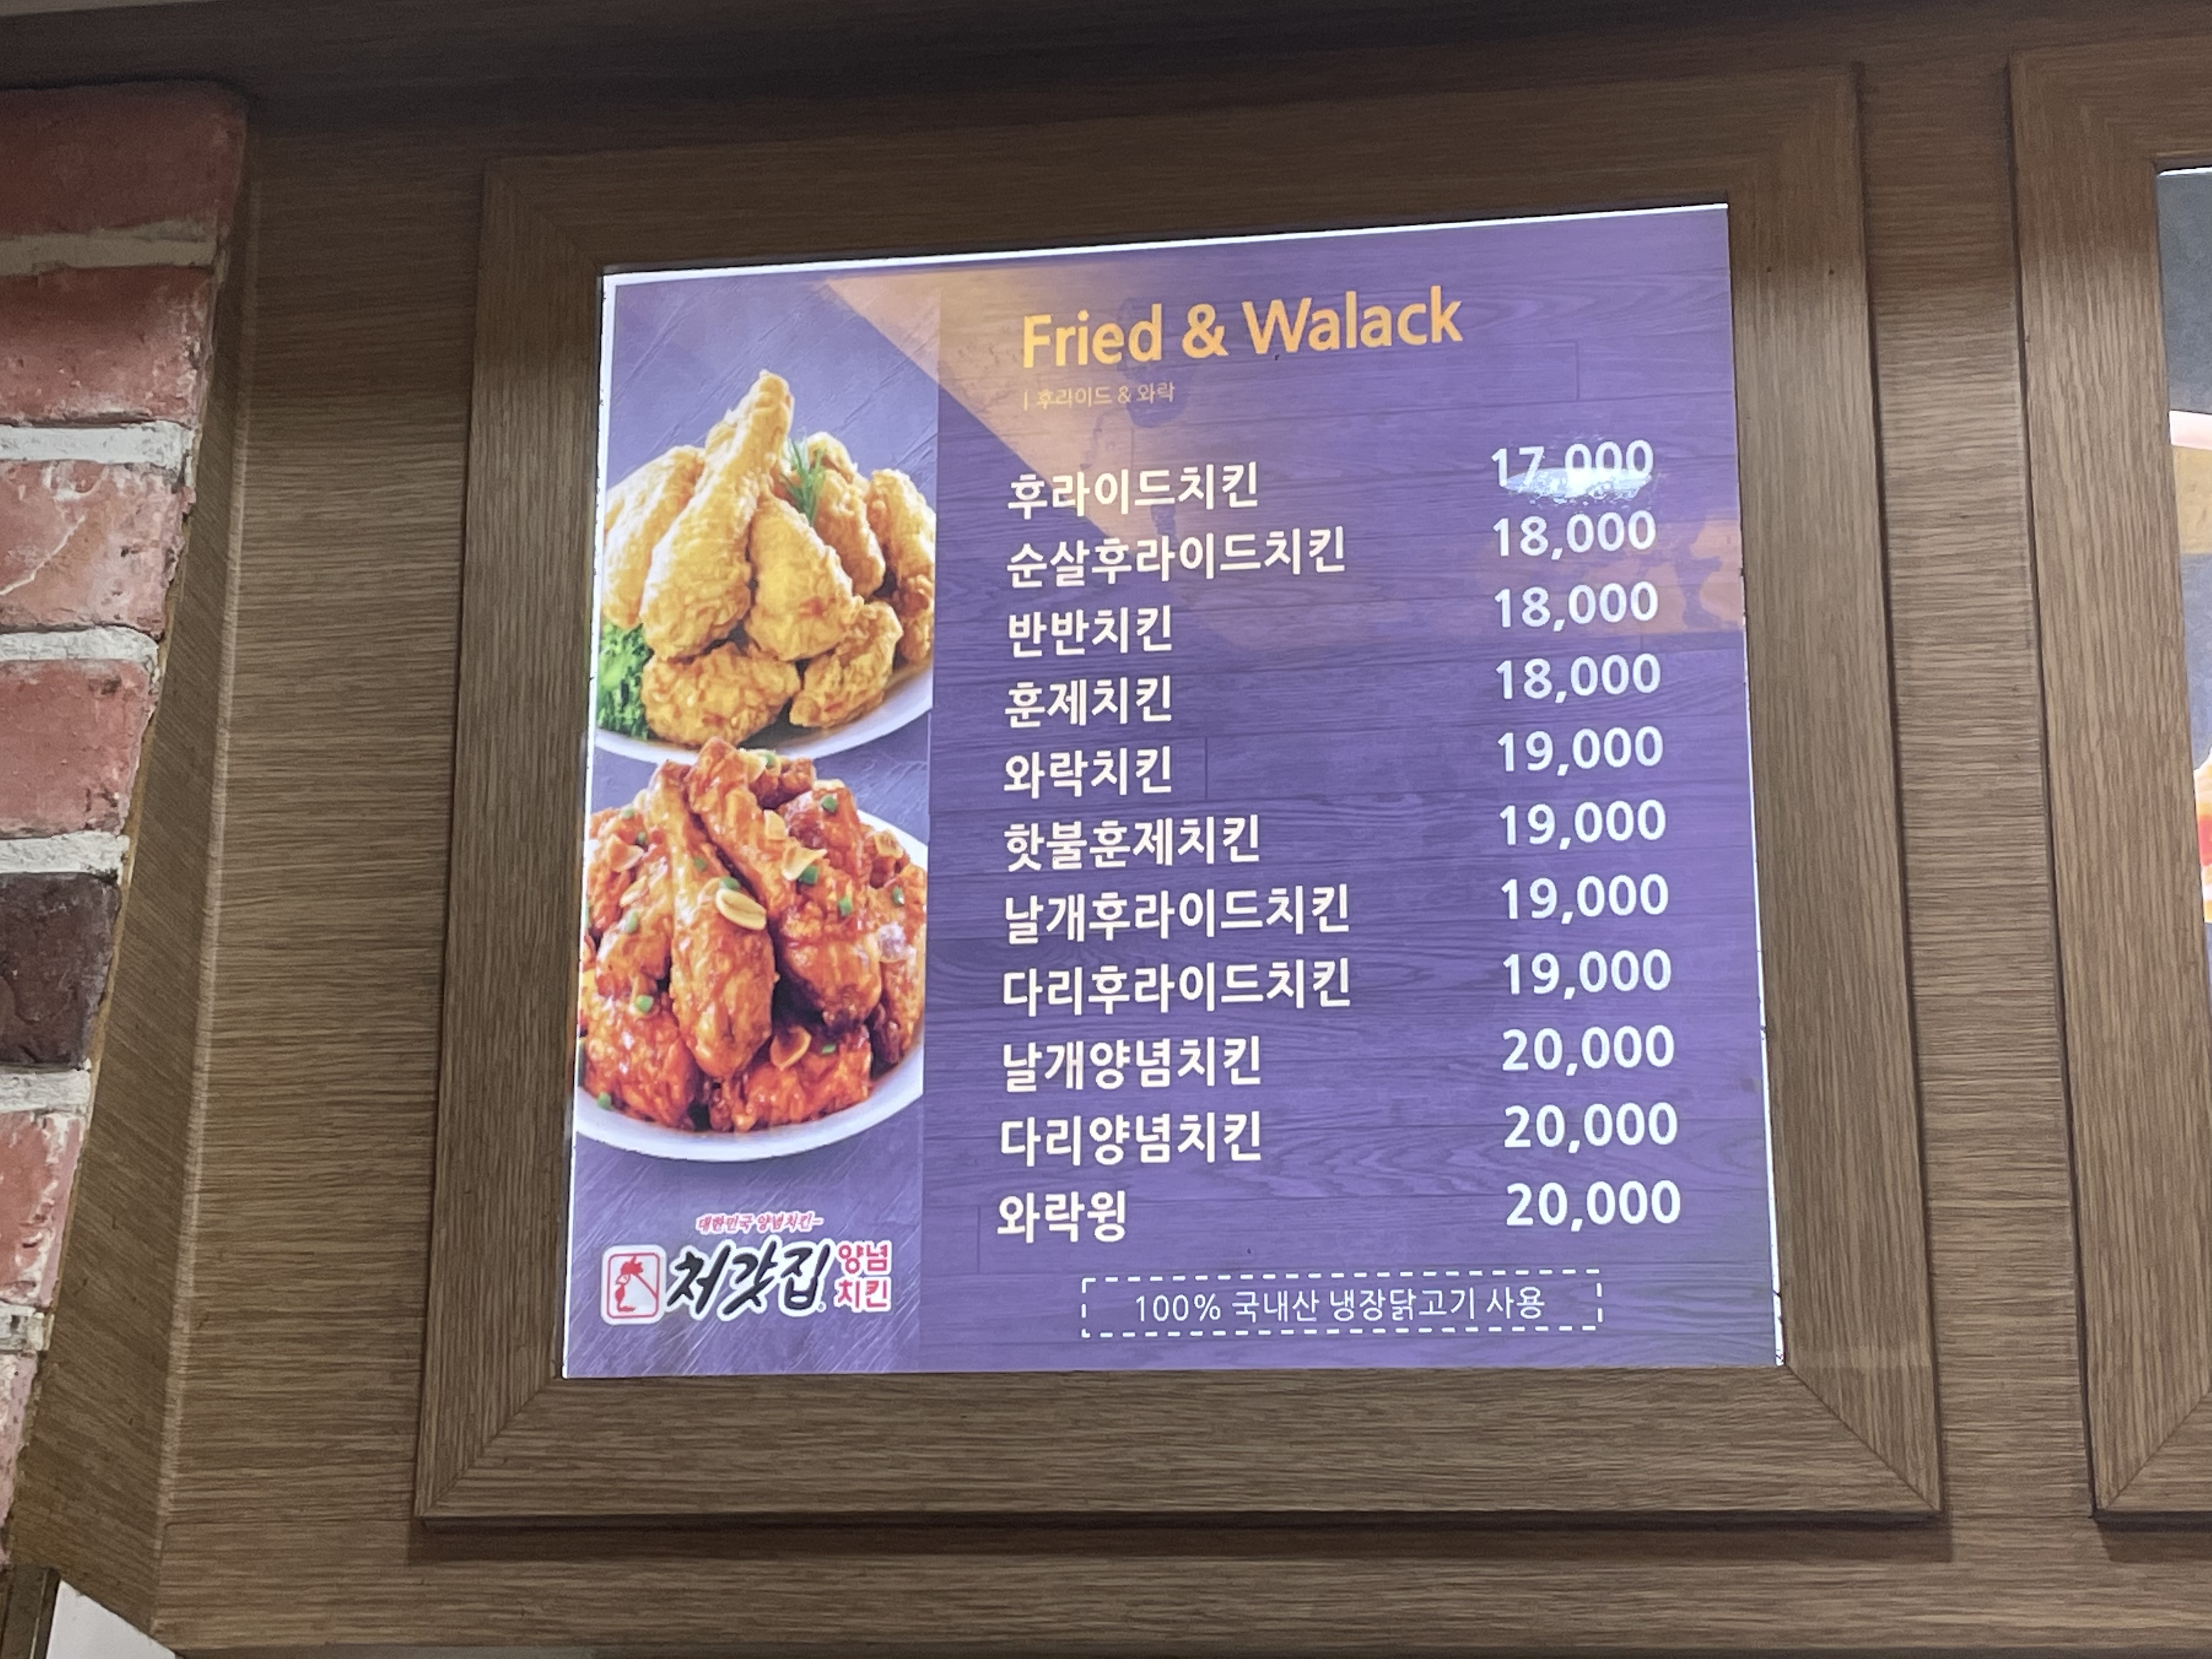 Fried & Walack
| 후라이드 & 와락
후라이드치킨 17,000
순살후라이드치킨 18,000
반반치킨 18,000
훈제치킨 18,000
와락치킨 19,000
핫불훈제치킨 19,000
날개후라이드치킨 19,000
다리후라이드치킨 19,000
날개양념치킨 20,000
다리양념치킨 20,000
와락윙 20,000
100% 국내산 냉장닭고기 사용
대한민국 양념치킨~
처갓집 양념
치킨